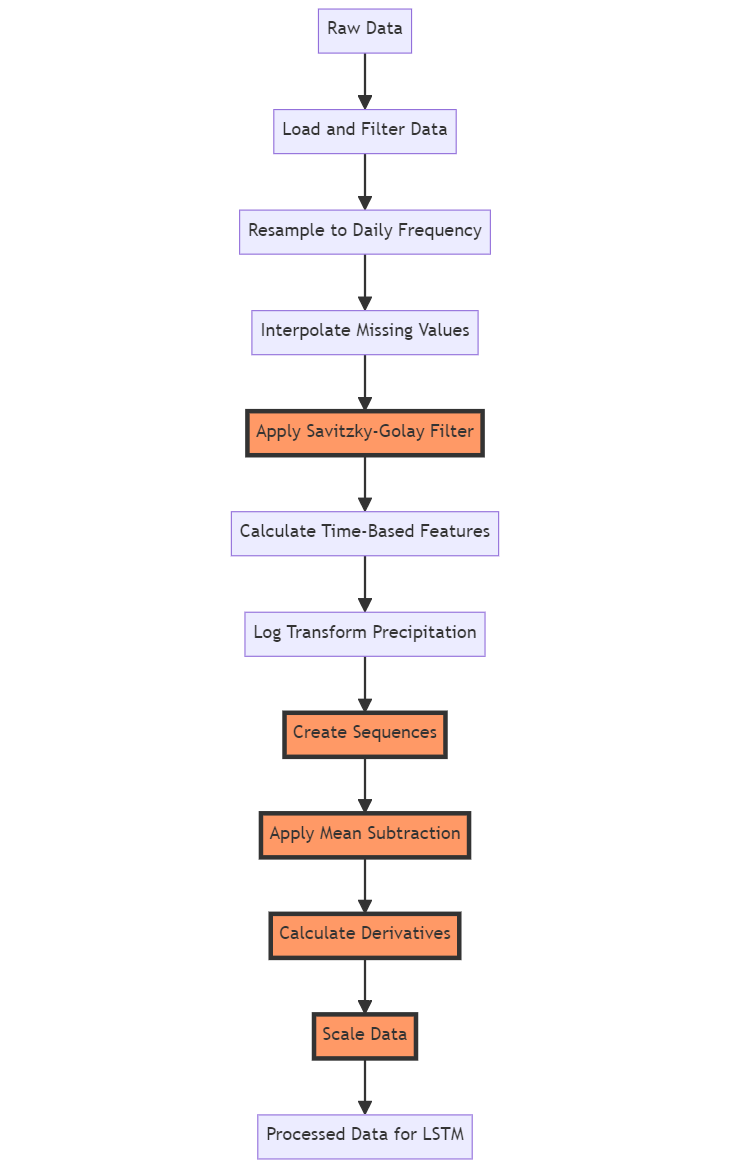 Raw Data
Load and Filter Data
Resample to Daily Frequency
Interpolate Missing Values
Apply Savitzky-Golay Filter
Calculate Time-Based Features
Log Transform Precipitation
Create Sequences
Apply Mean Subtraction
Calculate Derivatives
Scale Data
Processed Data for LSTM